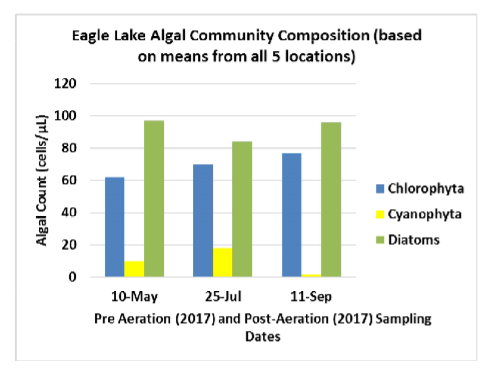 Eagle Lake Algal Community Composition (based
on means from all 5 locations)
120
100
80
60
40
20
0
Algal Count (cells/µL)
10-May
25-Jul
11-Sep
Pre Aeration (2017) and Post-Aeration (2017) Sampling
Dates
Chlorophyta
Cyanophyta
Diatoms